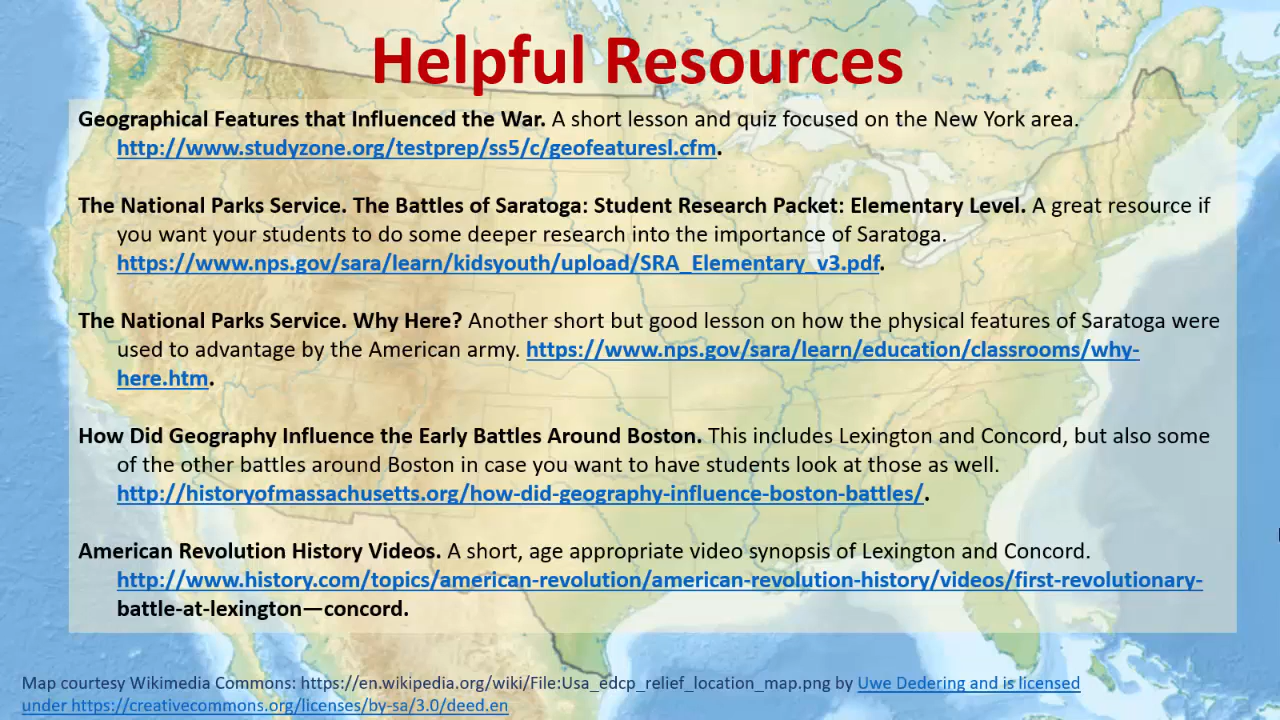 Helpful Resources
Geographical Features that Influenced the War. A short lesson and quiz focused on the New York area.
http://www.studyzone.org/testprep/ss5/c/geofeaturesl.cfm.
The National Parks Service. The Battles of Saratoga: Student Research Packet: Elementary Level. A great resource if
you want your students to do some deeper research into the importance of Saratoga.
https://www.nps.gov/sara/learn/kidsyouth/upload/SRA_Elementary_v3.pdf.
The National Parks Service. Why Here? Another short but good lesson on how the physical features of Saratoga were
used to advantage by the American army. https://www.nps.gov/sara/learn/education/classrooms/why-
here.htm.
How Did Geography Influence the Early Battles Around Boston. This includes Lexington and Concord, but also some
of the other battles around Boston in case you want to have students look at those as well.
http://historyofmassachusetts.org/how-did-geography-influence-boston-battles/.
American Revolution History Videos. A short, age appropriate video synopsis of Lexington and Concord.
http://www.history.com/topics/american-revolution/american-revolution-history/videos/first-revolutionary-
battle-at-lexington—concord.
Map courtesy Wikimedia Commons: https://en.wikipedia.org/wiki/File:Usa_edcp_relief_location_map.png by Uwe Dedering and is licensed
under https://creativecommons.org/licenses/by-sa/3.0/deed.en